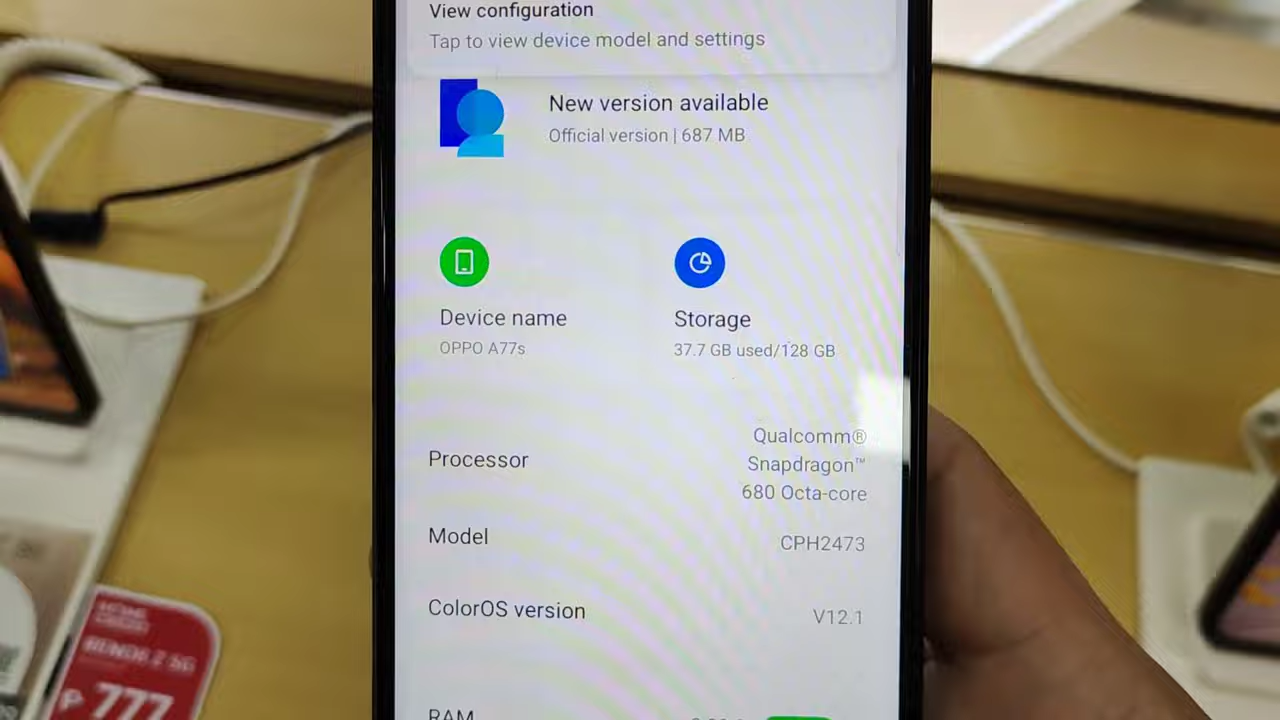 View configuration
Tap to view device model and settings
New version available
Official version | 687 MB
Device name
OPPO A77s
Storage
37.7 GB used/128 GB
Processor
Qualcomm®
Snapdragon™
680 Octa-core
Model
CPH2473
ColorOS version
V12.1
RAM
₱ 777